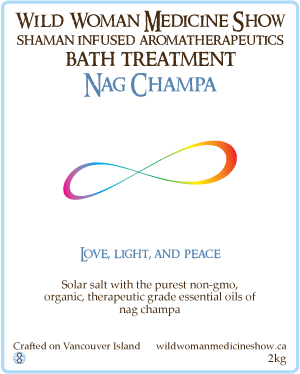 Wild Woman Medicine Show
shaman infused aromatherapeutics
bath treatment
Nag Champa
Love, light, and peace
Solar salt with the purest non-gmo,
organic, therapeutic grade essential oils of
nag champa
Crafted on Vancouver Island wildwomanmedicineshow.ca
2kg